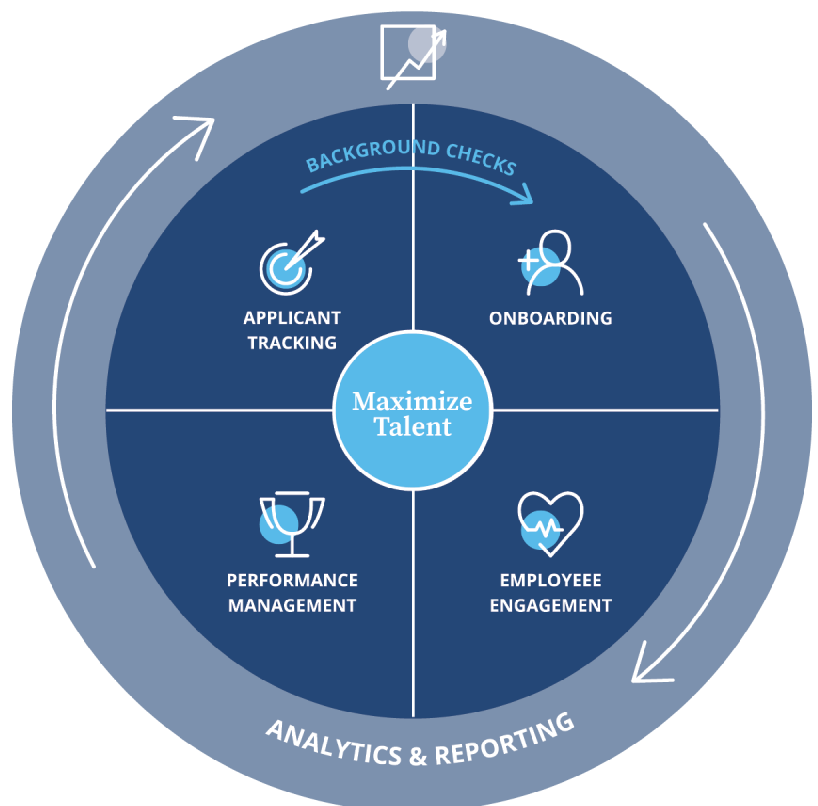 BACKGROUND CHECKS
APPLICANT
TRACKING
ONBOARDING
Maximize
Talent
PERFORMANCE
MANAGEMENT
EMPLOYEEE
ENGAGEMENT
ANALYTICS & REPORTING